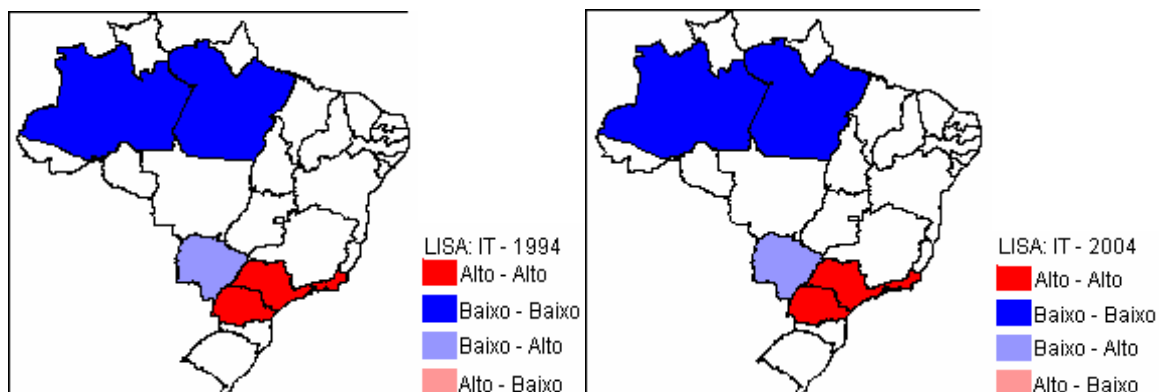 LISA: IT - 1994
Alto - Alto
Baixo - Baixo
Baixo - Alto
Alto - Baixo
LISA: IT - 2004
Alto - Alto
Baixo - Baixo
Baixo - Alto
Alto - Baixo